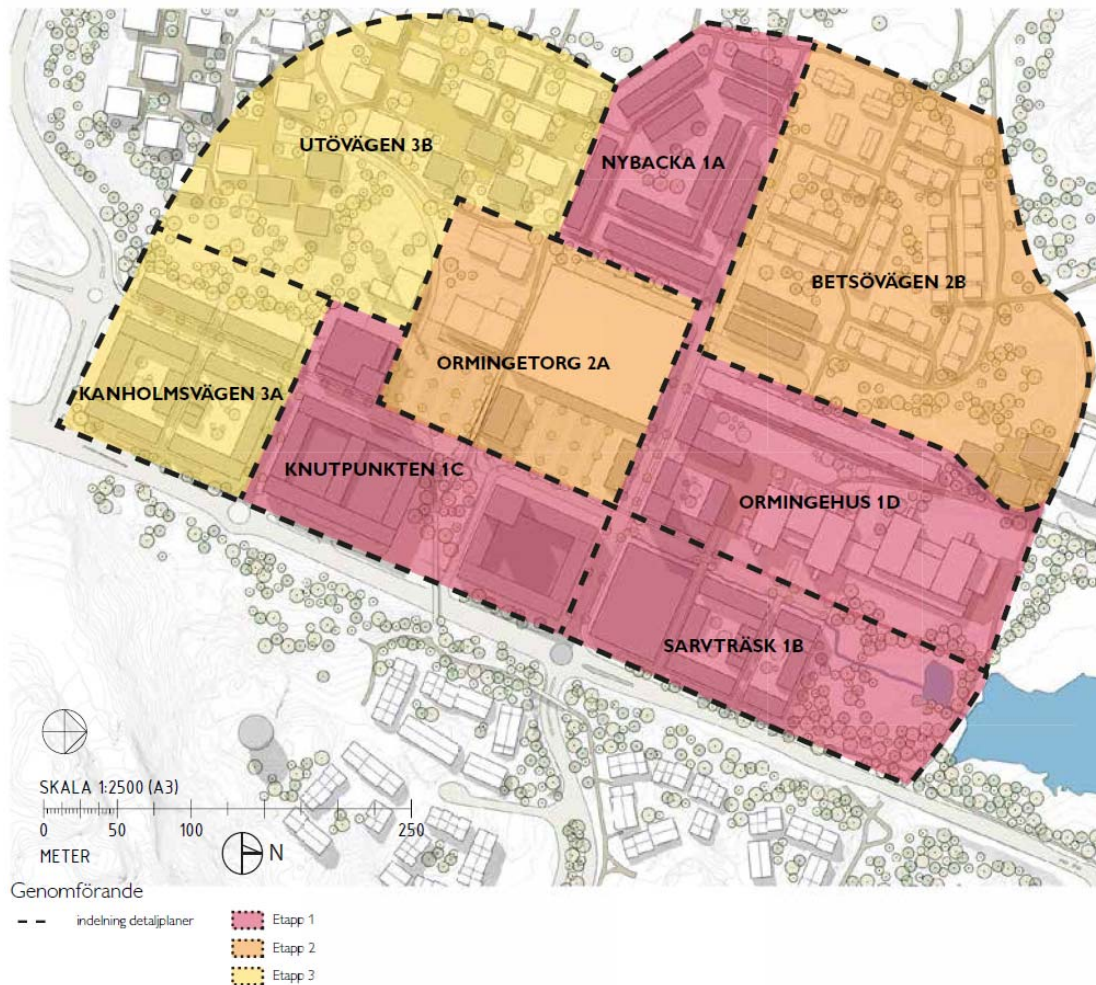 UTÖVÄGEN 3B
NYBACKA 1A
BETSÖVÄGEN 2B
ORMINGETORG 2A
KANHOLMSVÄGEN 3A
KNUTPUNKTEN 1C
ORMINGEHUS 1D
SARVTRÄSK 1B
SKALA 1:2500 (A3)
0 50 100 250
METER
N
Genomförande
indelning detaljplaner
Etapp 1
Etapp 2
Etapp 3